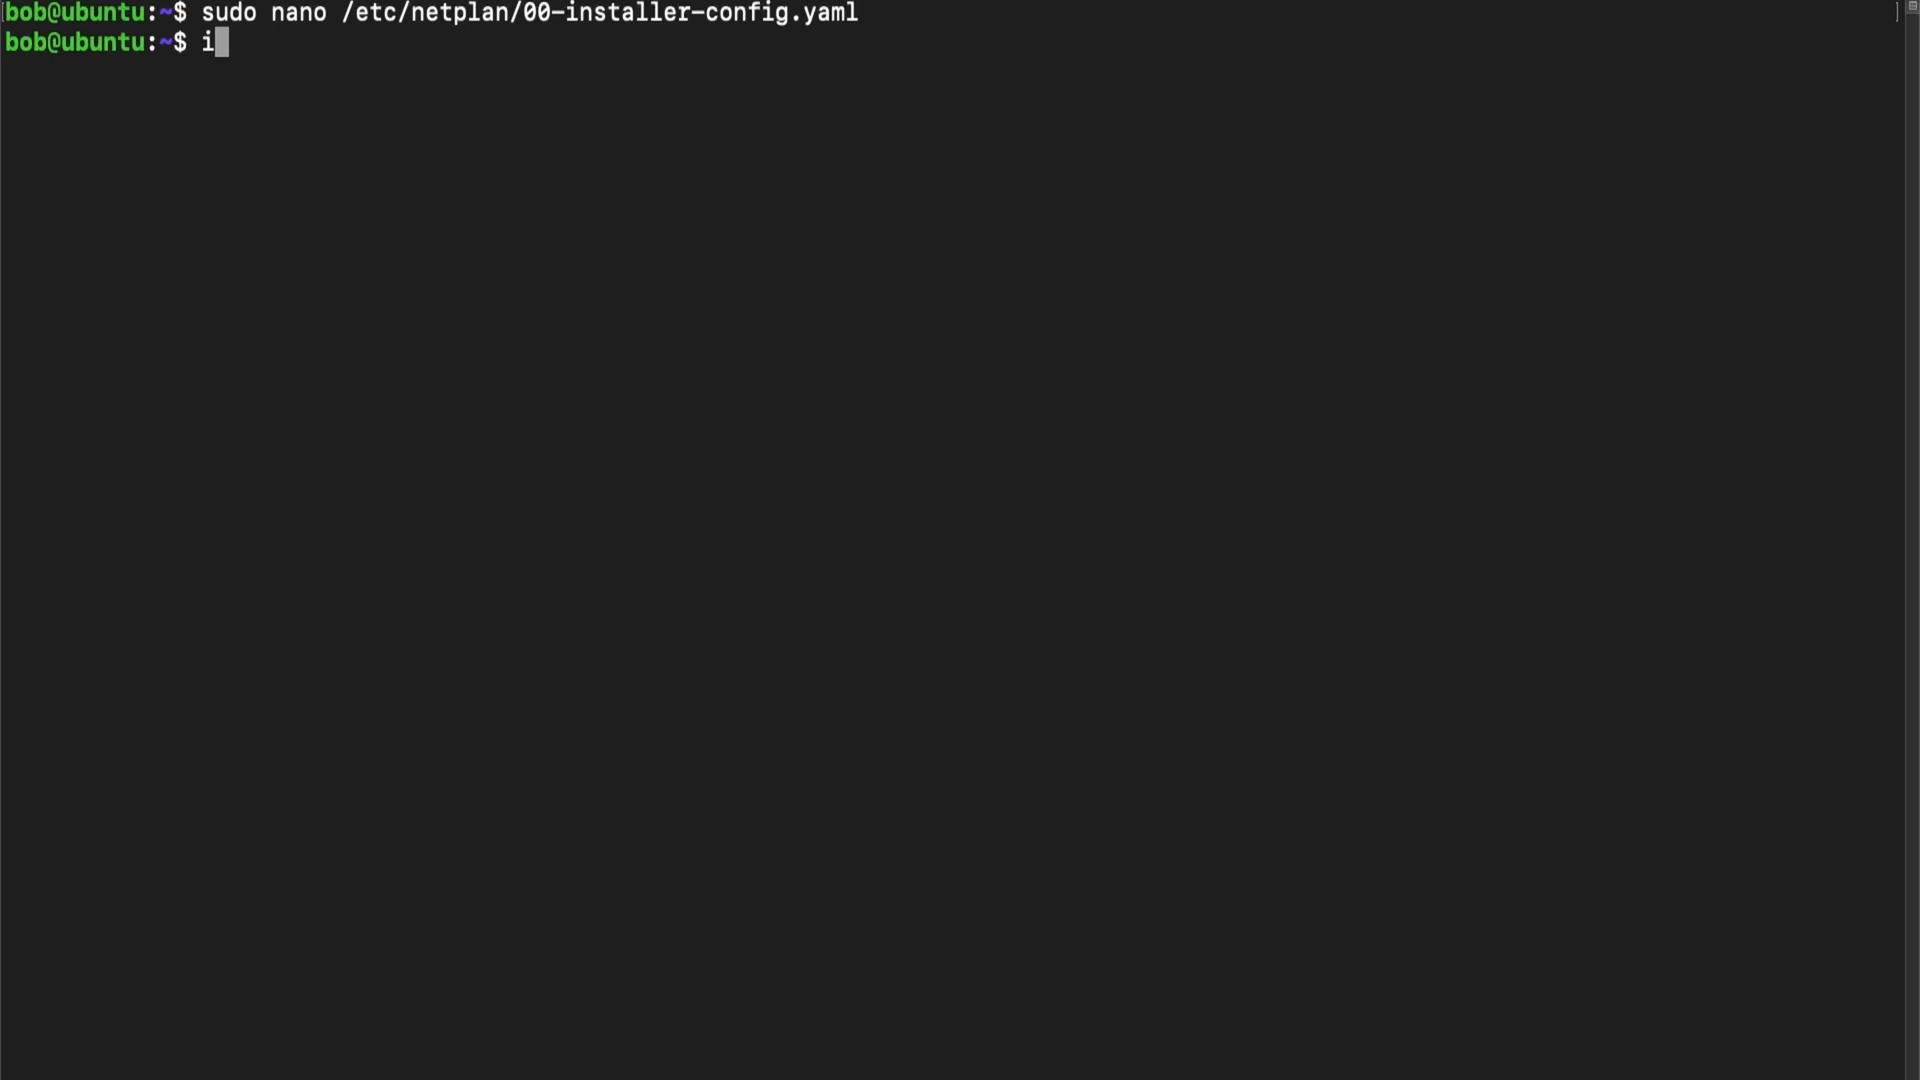 bob@ubuntu:~$ sudo nano /etc/netplan/00-installer-config.yaml
bob@ubuntu:~$ i